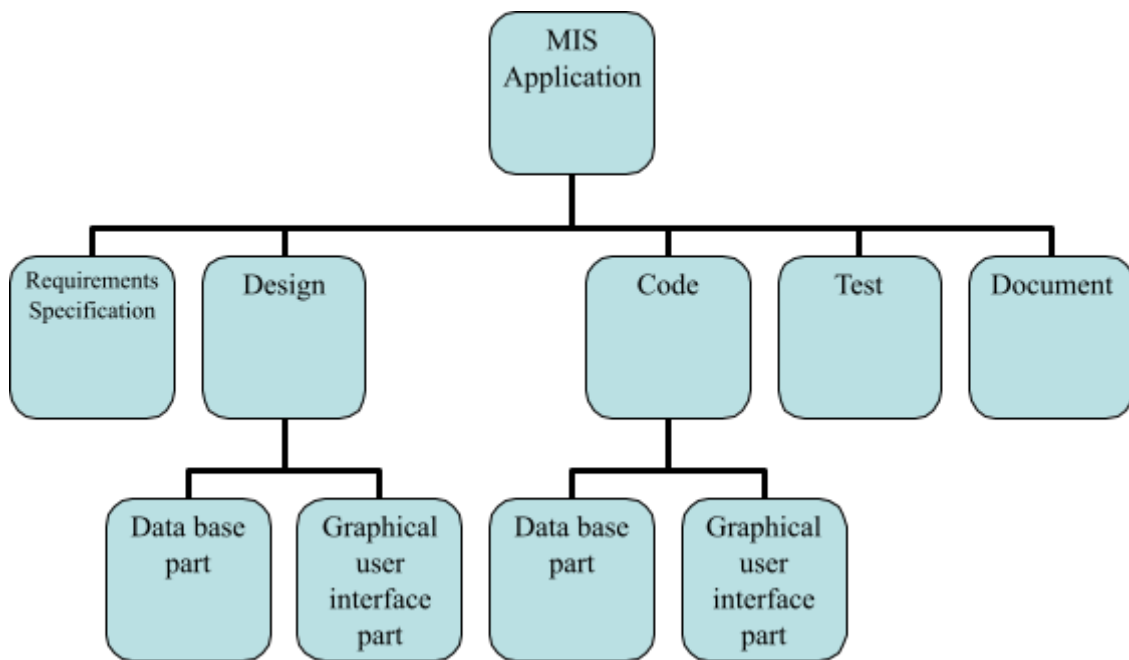 MIS
Application
Requirements
Specification
Design
Code
Test
Document
Data base
part
Graphical
user
interface
part
Data base
part
Graphical
user
interface
part